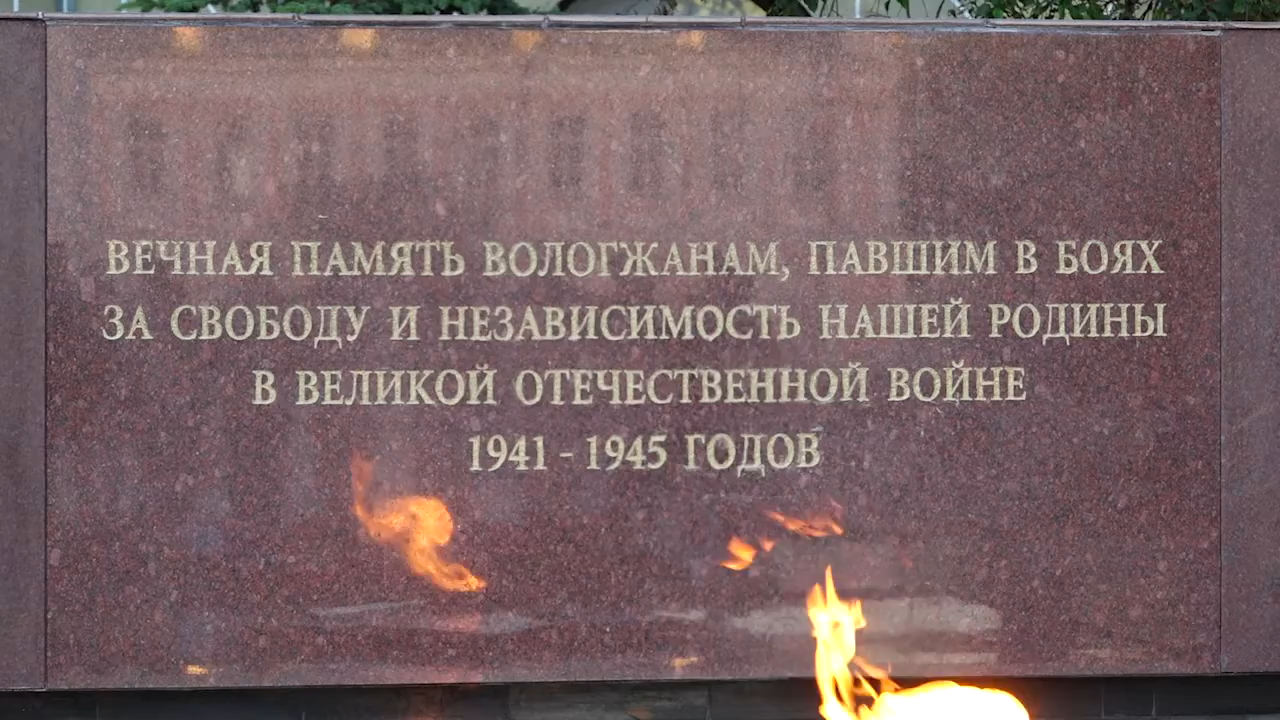 ВЕЧНАЯ ПАМЯТЬ ВОЛОГЖАНАМ, ПАВШИМ В БОЯХ
ЗА СВОБОДУ И НЕЗАВИСИМОСТЬ НАШЕЙ РОДИНЫ
В ВЕЛИКОЙ ОТЕЧЕСТВЕННОЙ ВОЙНЕ
1941 - 1945 ГОДОВ